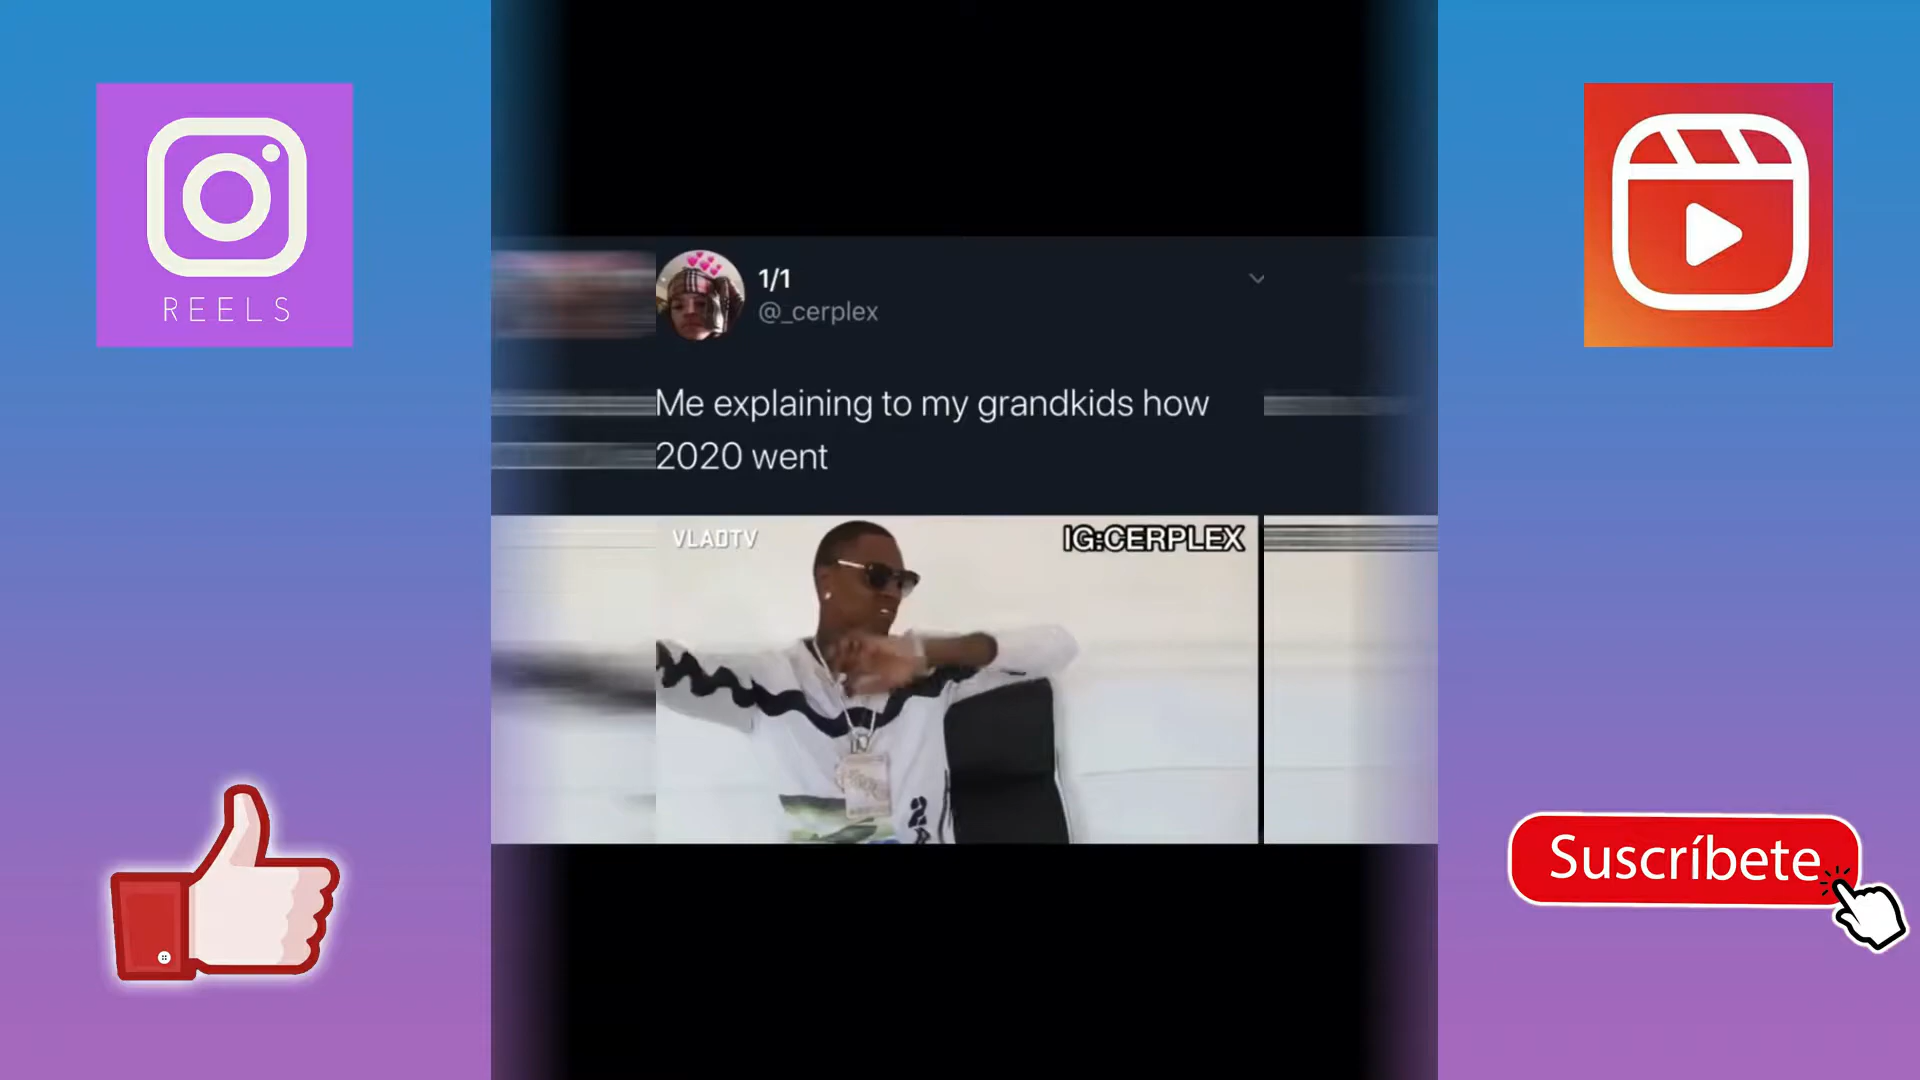 REELS
1/1
@_cerplex
Me explaining to my grandkids how
2020 went
VLADTV
IG:CERPLEX
Suscríbete